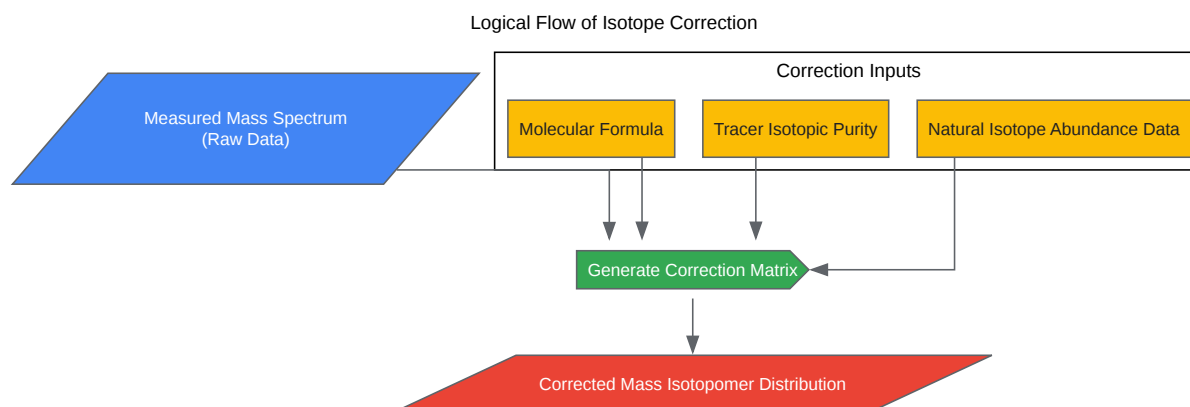 Logical Flow of Isotope Correction
Correction Inputs
Measured Mass Spectrum
(Raw Data)
Molecular Formula
Tracer Isotopic Purity
Natural Isotope Abundance Data
Generate Correction Matrix
Corrected Mass Isotopomer Distribution